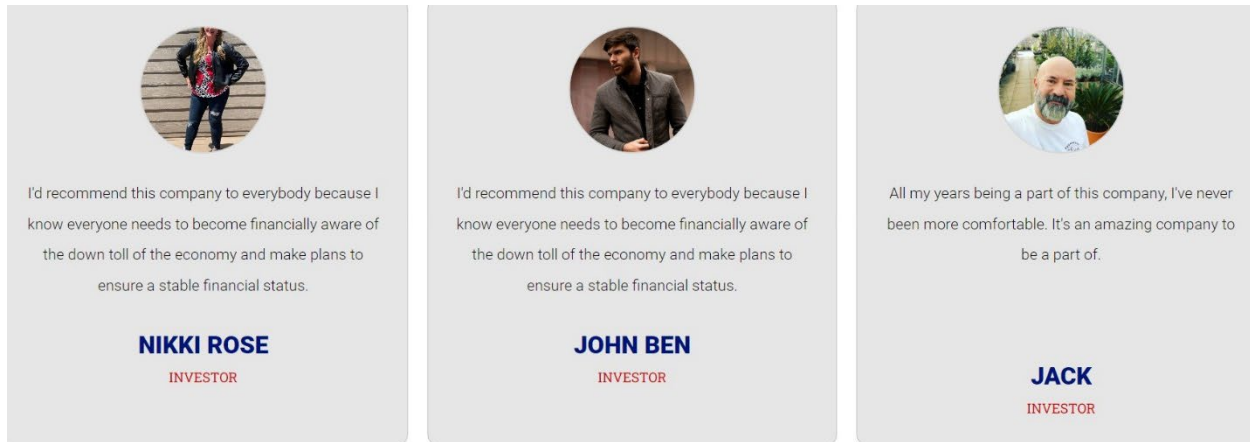 I'd recommend this company to everybody because I
know everyone needs to become financially aware of
the down toll of the economy and make plans to
ensure a stable financial status.
NIKKI ROSE
INVESTOR
I'd recommend this company to everybody because I
know everyone needs to become financially aware of
the down toll of the economy and make plans to
ensure a stable financial status.
JOHN BEN
INVESTOR
All my years being a part of this company, I've never
been more comfortable. It's an amazing company to
be a part of.
JACK
INVESTOR